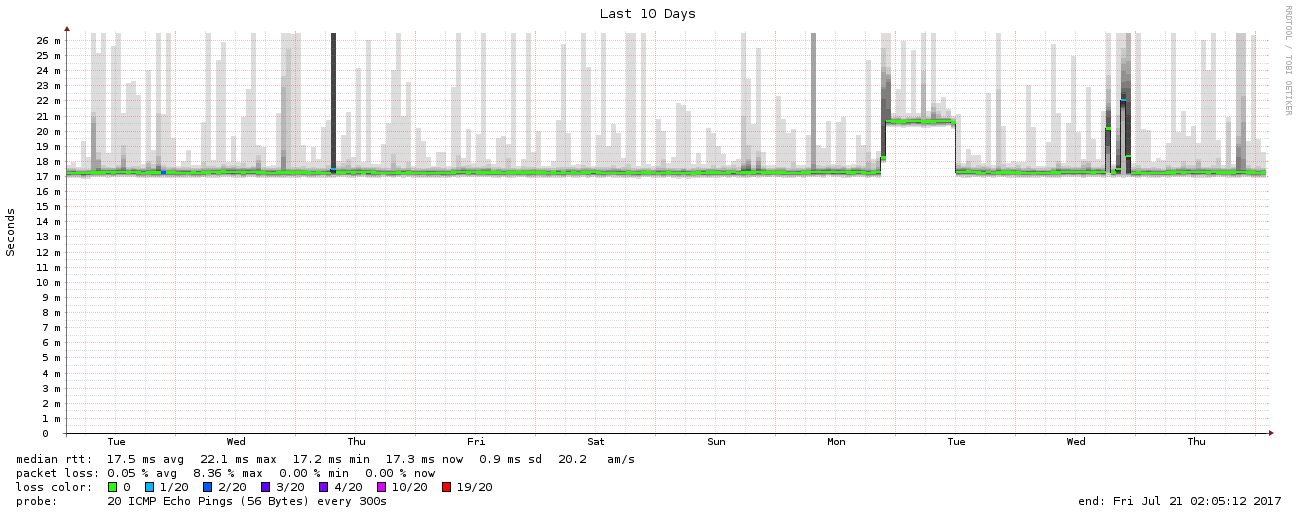 Last 10 Days
RRDTOOL / TOBI OETIKER
Seconds
26 m
25 m
24 m
23 m
22 m
21 m
20 m
19 m
18 m
17 m
16 m
15 m
14 m
13 m
12 m
11 m
10 m
9 m
8 m
7 m
6 m
5 m
4 m
3 m
2 m
1 m
0
Tue Wed Thu Fri Sat Sun Mon Tue Wed Thu
median rtt: 17.5 ms avg 22.1 ms max 17.2 ms min 17.3 ms now 0.9 ms sd 20.2 am/s
packet loss: 0.05 % avg 8.36 % max 0.00 % min 0.00 % now
loss color: 0 1/20 2/20 3/20 4/20 10/20 19/20
probe: 20 ICMP Echo Pings (56 Bytes) every 300s end: Fri Jul 21 02:05:12 2017